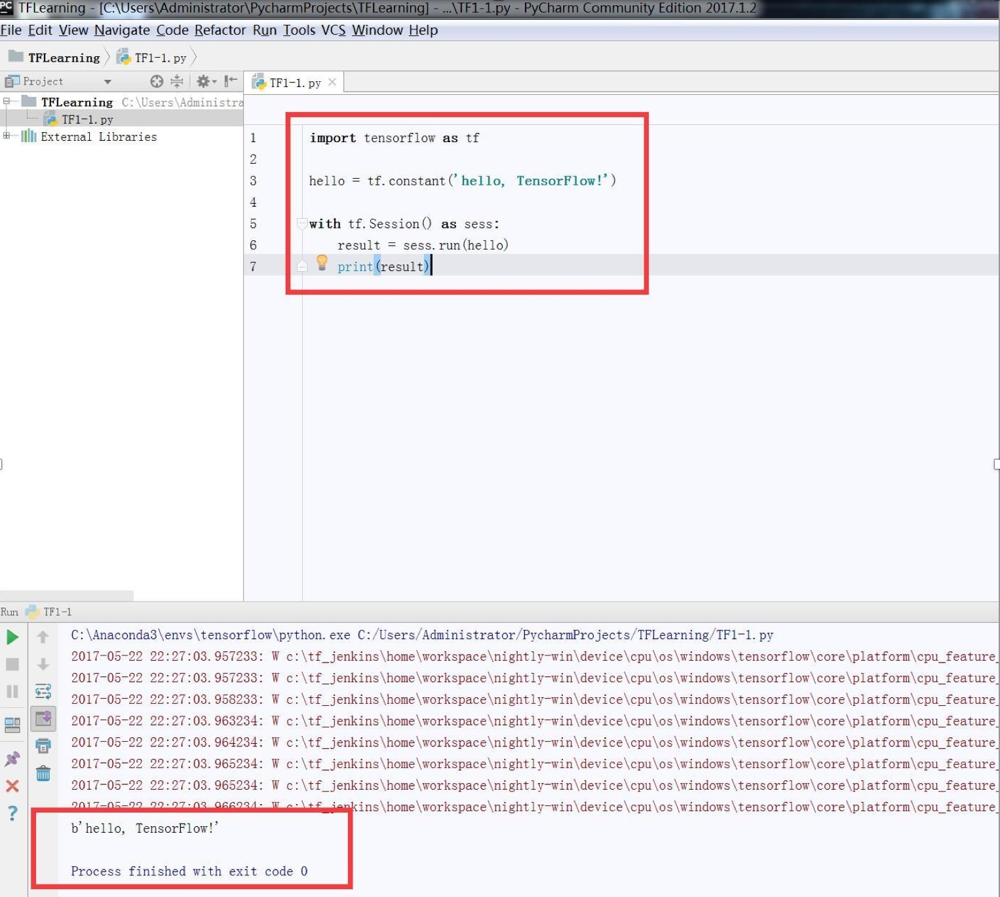 TFLearning - [C:\Users\Administrator\PycharmProjects\TFLearning] - ...\TF1-1.py - PyCharm Community Edition 2017.1.2
File Edit View Navigate Code Refactor Run Tools VCS Window Help
TFLearning TF1-1.py
Project
TF1-1.py
TFLearning C:\Users\Administra
TF1-1.py
External Libraries
1 import tensorflow as tf
2
3 hello = tf.constant('hello, TensorFlow!')
4
5 with tf.Session() as sess:
6 result = sess.run(hello)
7 print(result)
Run TF1-1
C:\Anaconda3\envs\tensorflow\python.exe C:/Users/Administrator/PycharmProjects/TFLearning/TF1-1.py
2017-05-22 22:27:03.957233: W c:\tf_jenkins\home\workspace\nightly-win\device\cpu\os\windows\tensorflow\core\platform\cpu_feature_
2017-05-22 22:27:03.957233: W c:\tf_jenkins\home\workspace\nightly-win\device\cpu\os\windows\tensorflow\core\platform\cpu_feature_
2017-05-22 22:27:03.958233: W c:\tf_jenkins\home\workspace\nightly-win\device\cpu\os\windows\tensorflow\core\platform\cpu_feature_
2017-05-22 22:27:03.963234: W c:\tf_jenkins\home\workspace\nightly-win\device\cpu\os\windows\tensorflow\core\platform\cpu_feature_
2017-05-22 22:27:03.964234: W c:\tf_jenkins\home\workspace\nightly-win\device\cpu\os\windows\tensorflow\core\platform\cpu_feature_
2017-05-22 22:27:03.965234: W c:\tf_jenkins\home\workspace\nightly-win\device\cpu\os\windows\tensorflow\core\platform\cpu_feature_
2017-05-22 22:27:03.965234: W c:\tf_jenkins\home\workspace\nightly-win\device\cpu\os\windows\tensorflow\core\platform\cpu_feature_
2017-05-22 22:27:03.966234: W c:\tf_jenkins\home\workspace\nightly-win\device\cpu\os\windows\tensorflow\core\platform\cpu_feature_
b'hello, TensorFlow!'
Process finished with exit code 0